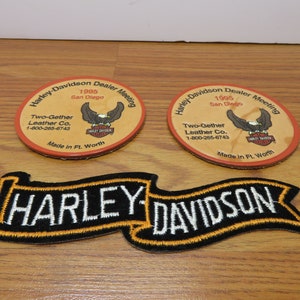 Harley-Davidson Dealer Meeting
1995
San Diego
Two-Gether
Leather Co.
1-800-265-6743
Made in Ft. Worth
Harley-Davidson Dealer Meeting
1995
San Diego
Two-Gether
Leather Co.
1-800-265-6743
Made in Ft. Worth
HARLEY-DAVIDSON